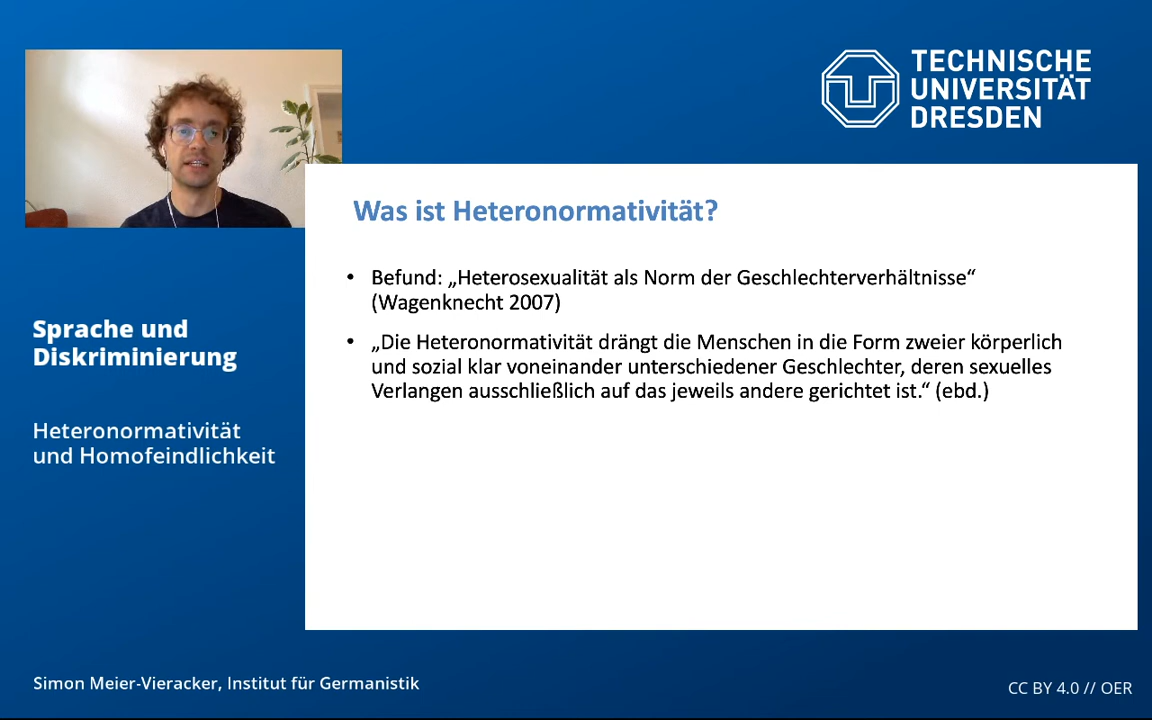 TECHNISCHE
UNIVERSITÄT
DRESDEN
Was ist Heteronormativität?
• Befund: „Heterosexualität als Norm der Geschlechterverhältnisse“
(Wagenknecht 2007)
• „Die Heteronormativität drängt die Menschen in die Form zweier körperlich
und sozial klar voneinander unterschiedener Geschlechter, deren sexuelles
Verlangen ausschließlich auf das jeweils andere gerichtet ist.“ (ebd.)
Sprache und
Diskriminierung
Heteronormativität
und Homofeindlichkeit
Simon Meier-Vieracker, Institut für Germanistik
CC BY 4.0 // OER